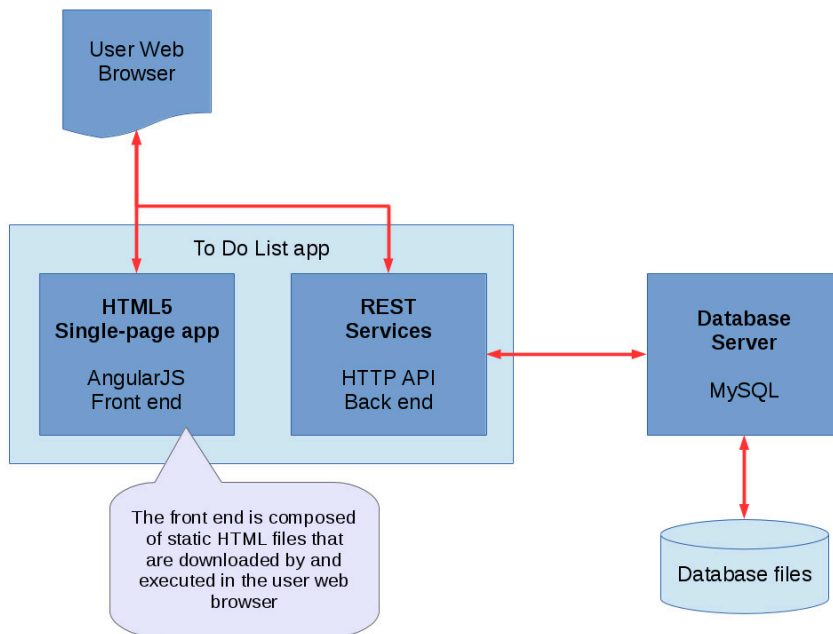 User Web
Browser
To Do List app
HTML5
Single-page app
AngularJS
Front end
REST
Services
HTTP API
Back end
Database
Server
MySQL
The front end is composed
of static HTML files that
are downloaded by and
executed in the user web
browser
Database files